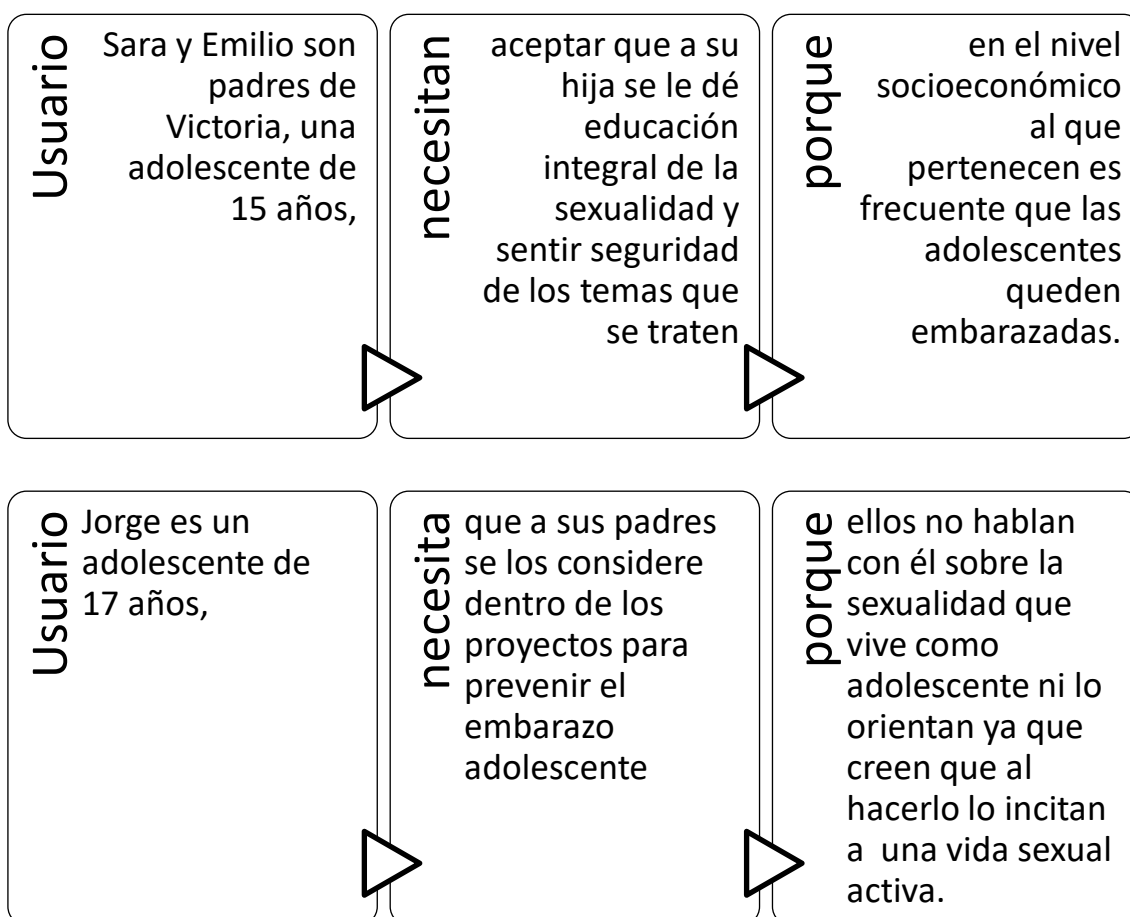 Usuario
Sara y Emilio son
padres de
Victoria, una
adolescente de
15 años,
necesitan
aceptar que a su
hija se le dé
educación
integral de la
sexualidad y
sentir seguridad
de los temas que
se traten
porque
en el nivel
socioeconómico
al que
pertenecen es
frecuente que las
adolescentes
queden
embarazadas.
Usuario
Jorge es un
adolescente de
17 años,
necesita
que a sus padres
se los considere
dentro de los
proyectos para
prevenir el
embarazo
adolescente
porque
ellos no hablan
con él sobre la
sexualidad que
vive como
adolescente ni lo
orientan ya que
creen que al
hacerlo lo incitan
a una vida sexual
activa.